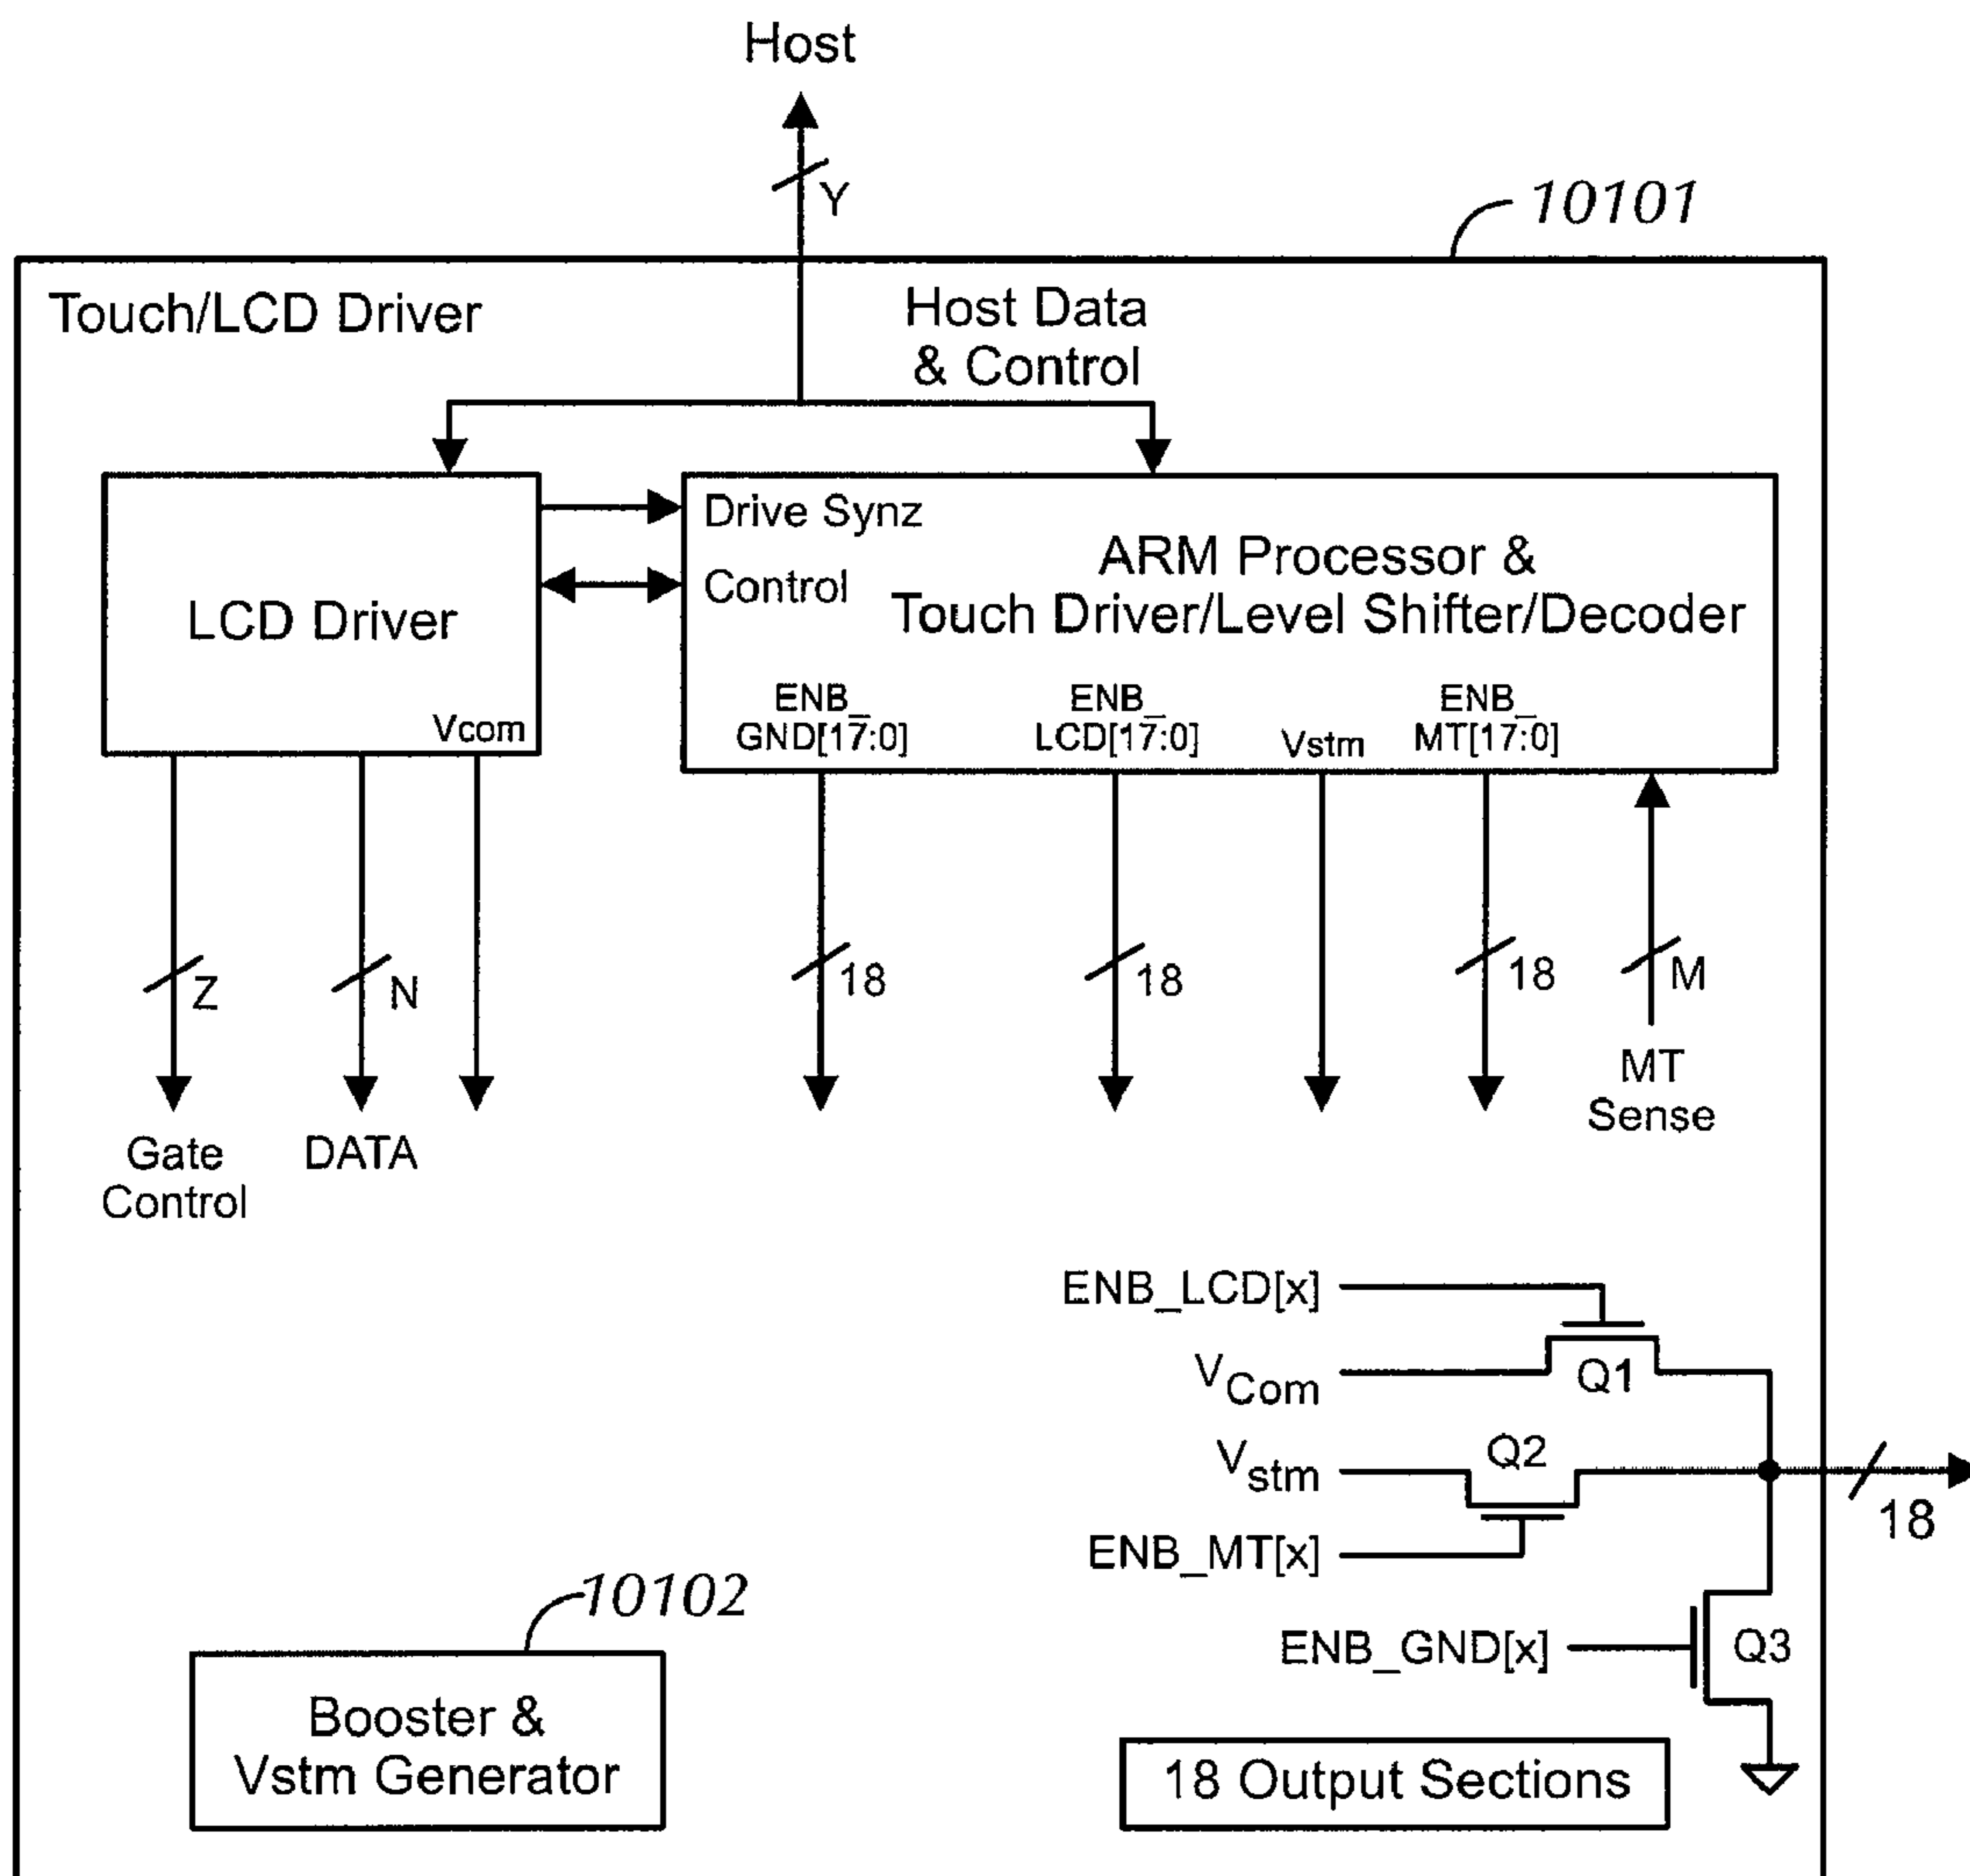 Host
Y
10101
Touch/LCD Driver
Host Data
& Control
LCD Driver
Vcom
Drive Synz
Control
ARM Processor &
Touch Driver/Level Shifter/Decoder
ENB_
GND[17:0]
ENB_
LCD[17:0]
Vstm
ENB_
MT[17:0]
Z
N
18
18
18
M
Gate
Control
DATA
MT
Sense
ENB_LCD[x]
VCom
Q1
Vstm
Q2
18
ENB_MT[x]
ENB_GND[x]
Q3
10102
Booster &
Vstm Generator
18 Output Sections